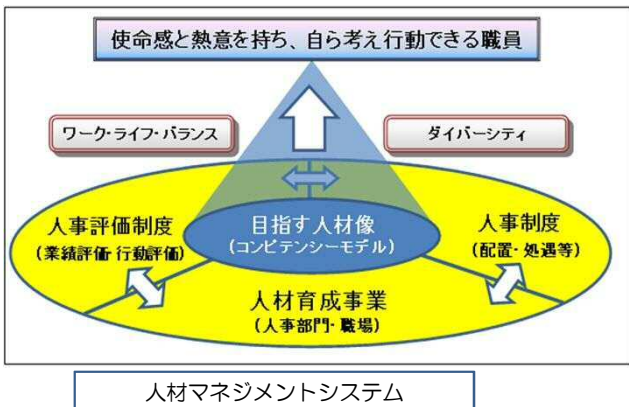 使命感と熱意を持ち、自ら考え行動できる職員
ワーク・ライフ・バランス
ダイバーシティ
人事評価制度
(業績評価・行動評価)
目指す人材像
(コンピテンシーモデル)
人事制度
(配置・処遇等)
人材育成事業
(人事部門・職場)
人材マネジメントシステム